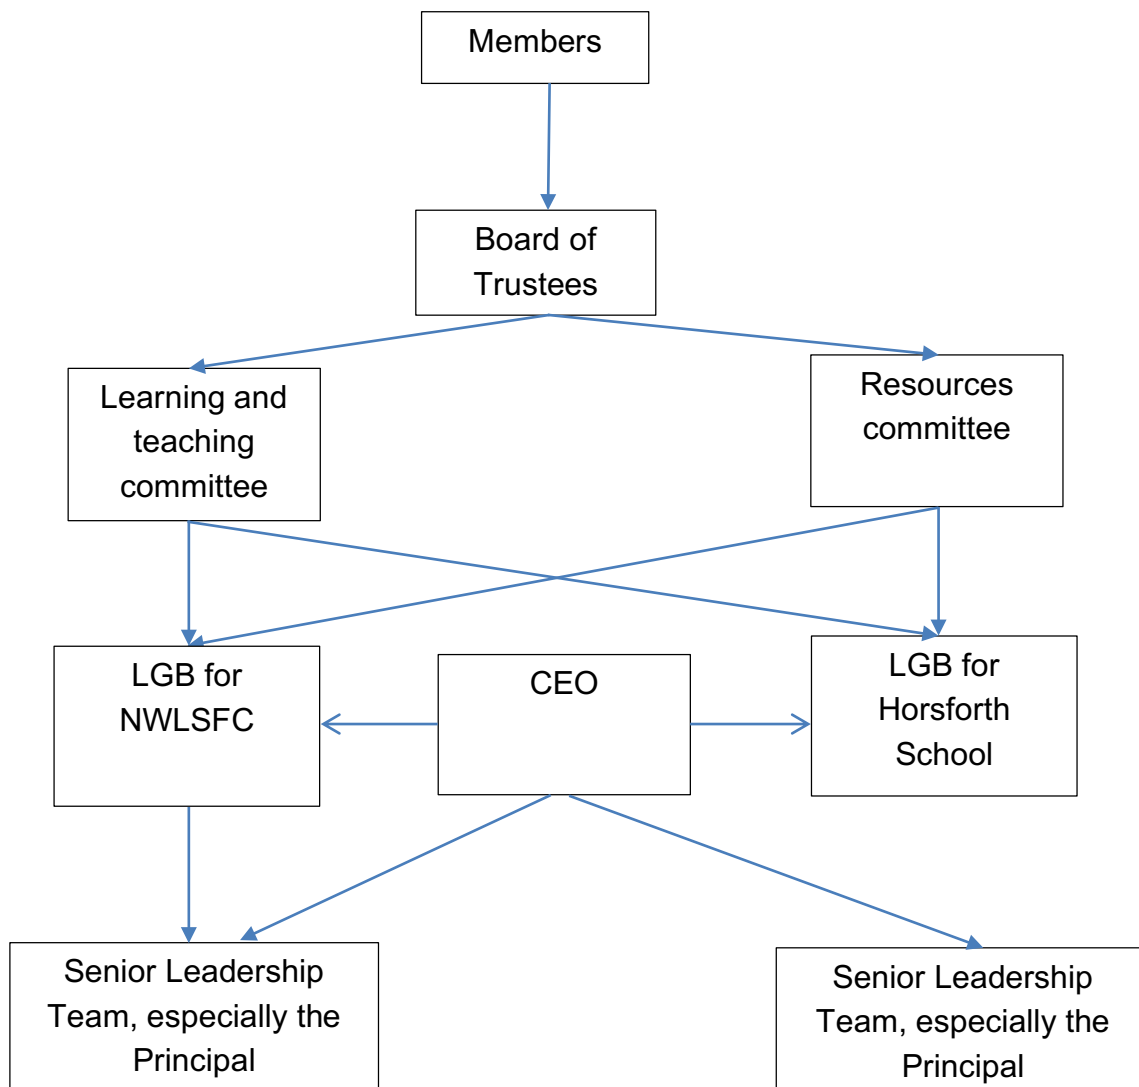 Members
Board of
Trustees
Learning and
teaching
committee
Resources
committee
LGB for
NWLSFC
CEO
LGB for
Horsforth
School
Senior Leadership
Team, especially the
Principal
Senior Leadership
Team, especially the
Principal